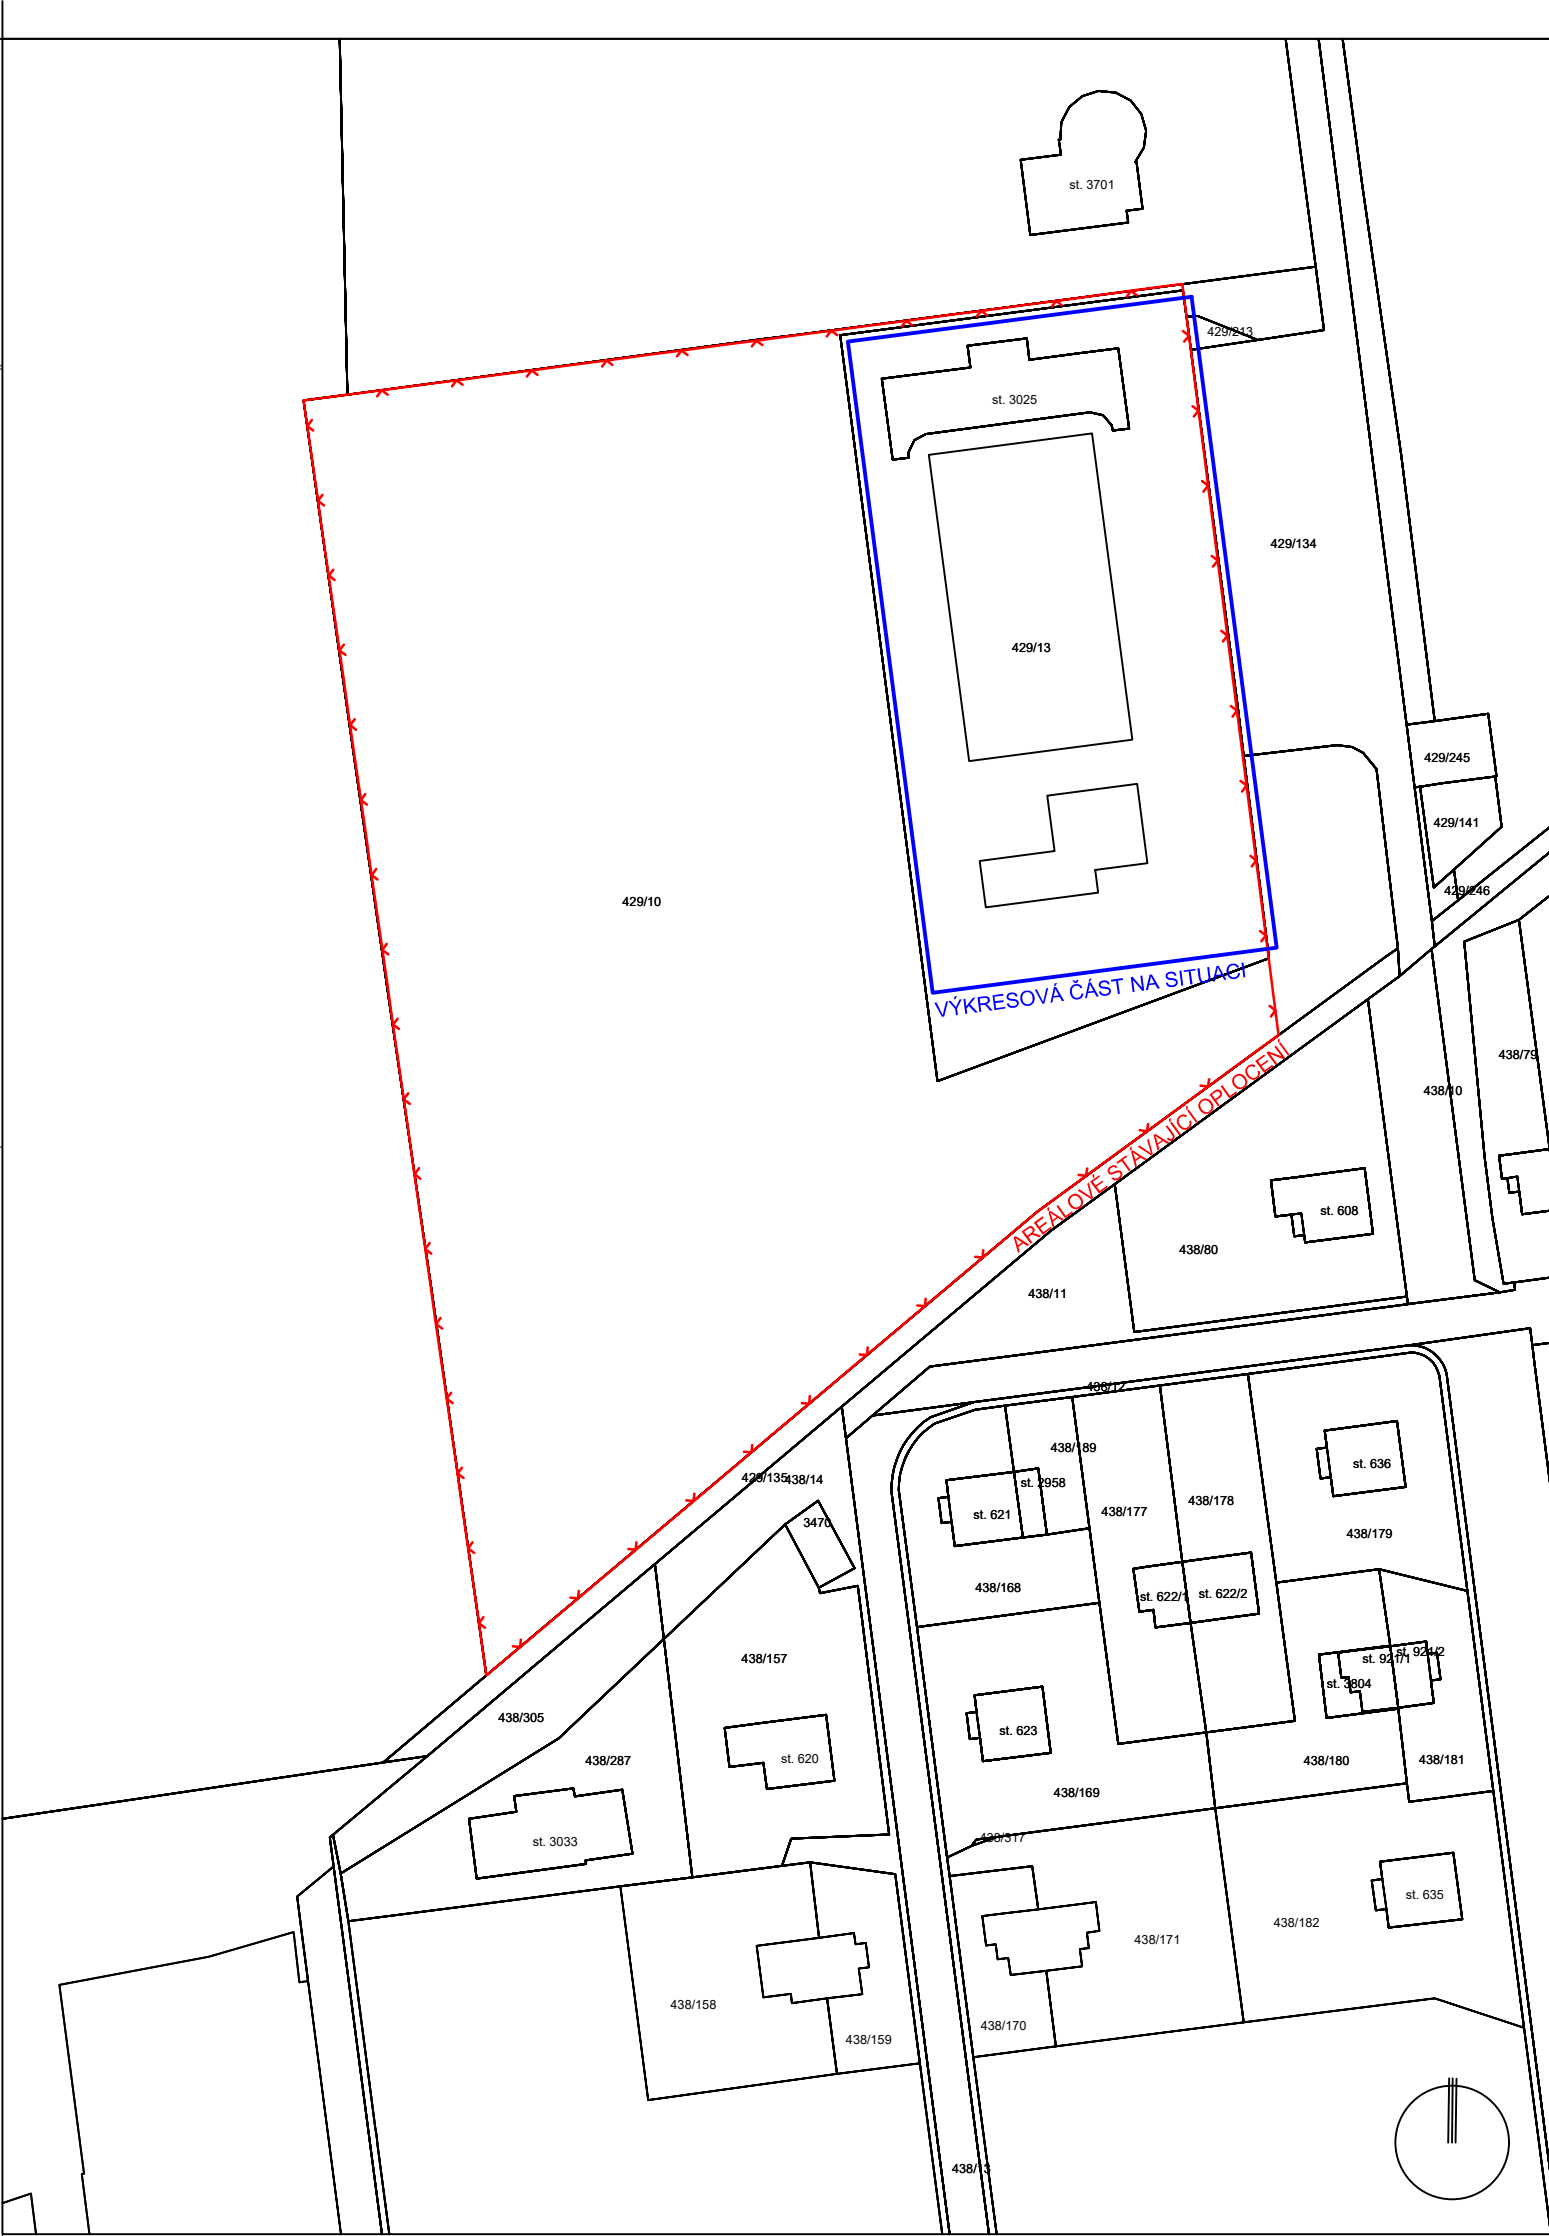 st. 3701
429/213
st. 3025
429/134
429/13
429/245
429/141
429/246
429/10
VÝKRESOVÁ ČÁST NA SITUACI
AREÁLOVÉ STÁVAJÍCÍ OPLOCENÍ
438/79
438/10
st. 608
438/80
438/11
438/12
438/189
429/135
438/14
st. 2958
st. 636
st. 621
438/177
438/178
3470
438/179
438/168
st. 622/1
st. 622/2
438/157
st. 921/1
st. 921/2
st. 3804
438/305
st. 623
438/287
st. 620
438/180
438/181
438/169
438/317
st. 3033
st. 635
438/182
438/171
438/158
438/170
438/159
438/13